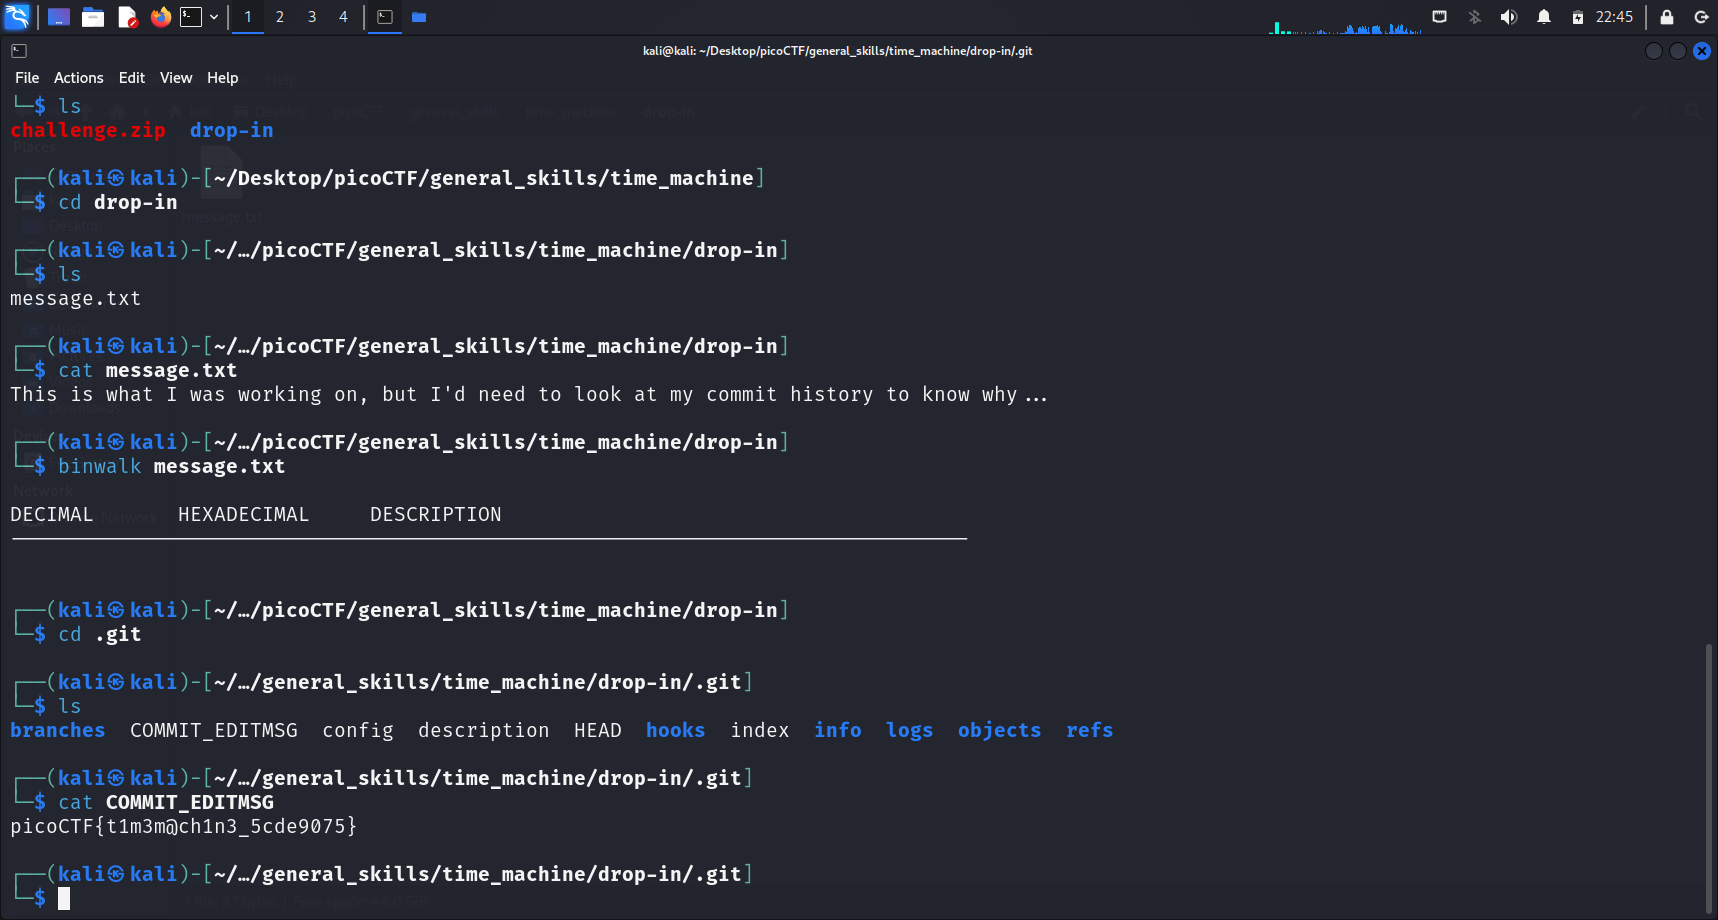 1 2 3 4
22:45
kali@kali: ~/Desktop/picoCTF/general_skills/time_machine/drop-in/.git
File Actions Edit View Help
└─$ ls
challenge.zip drop-in
┌──(kali㉿kali)-[~/Desktop/picoCTF/general_skills/time_machine]
└─$ cd drop-in
┌──(kali㉿kali)-[~/…/picoCTF/general_skills/time_machine/drop-in]
└─$ ls
message.txt
┌──(kali㉿kali)-[~/…/picoCTF/general_skills/time_machine/drop-in]
└─$ cat message.txt
This is what I was working on, but I'd need to look at my commit history to know why...
┌──(kali㉿kali)-[~/…/picoCTF/general_skills/time_machine/drop-in]
└─$ binwalk message.txt
DECIMAL HEXADECIMAL DESCRIPTION
┌──(kali㉿kali)-[~/…/picoCTF/general_skills/time_machine/drop-in]
└─$ cd .git
┌──(kali㉿kali)-[~/…/general_skills/time_machine/drop-in/.git]
└─$ ls
branches COMMIT_EDITMSG config description HEAD hooks index info logs objects refs
┌──(kali㉿kali)-[~/…/general_skills/time_machine/drop-in/.git]
└─$ cat COMMIT_EDITMSG
picoCTF{t1m3m@ch1n3_5cde9075}
┌──(kali㉿kali)-[~/…/general_skills/time_machine/drop-in/.git]
└─$